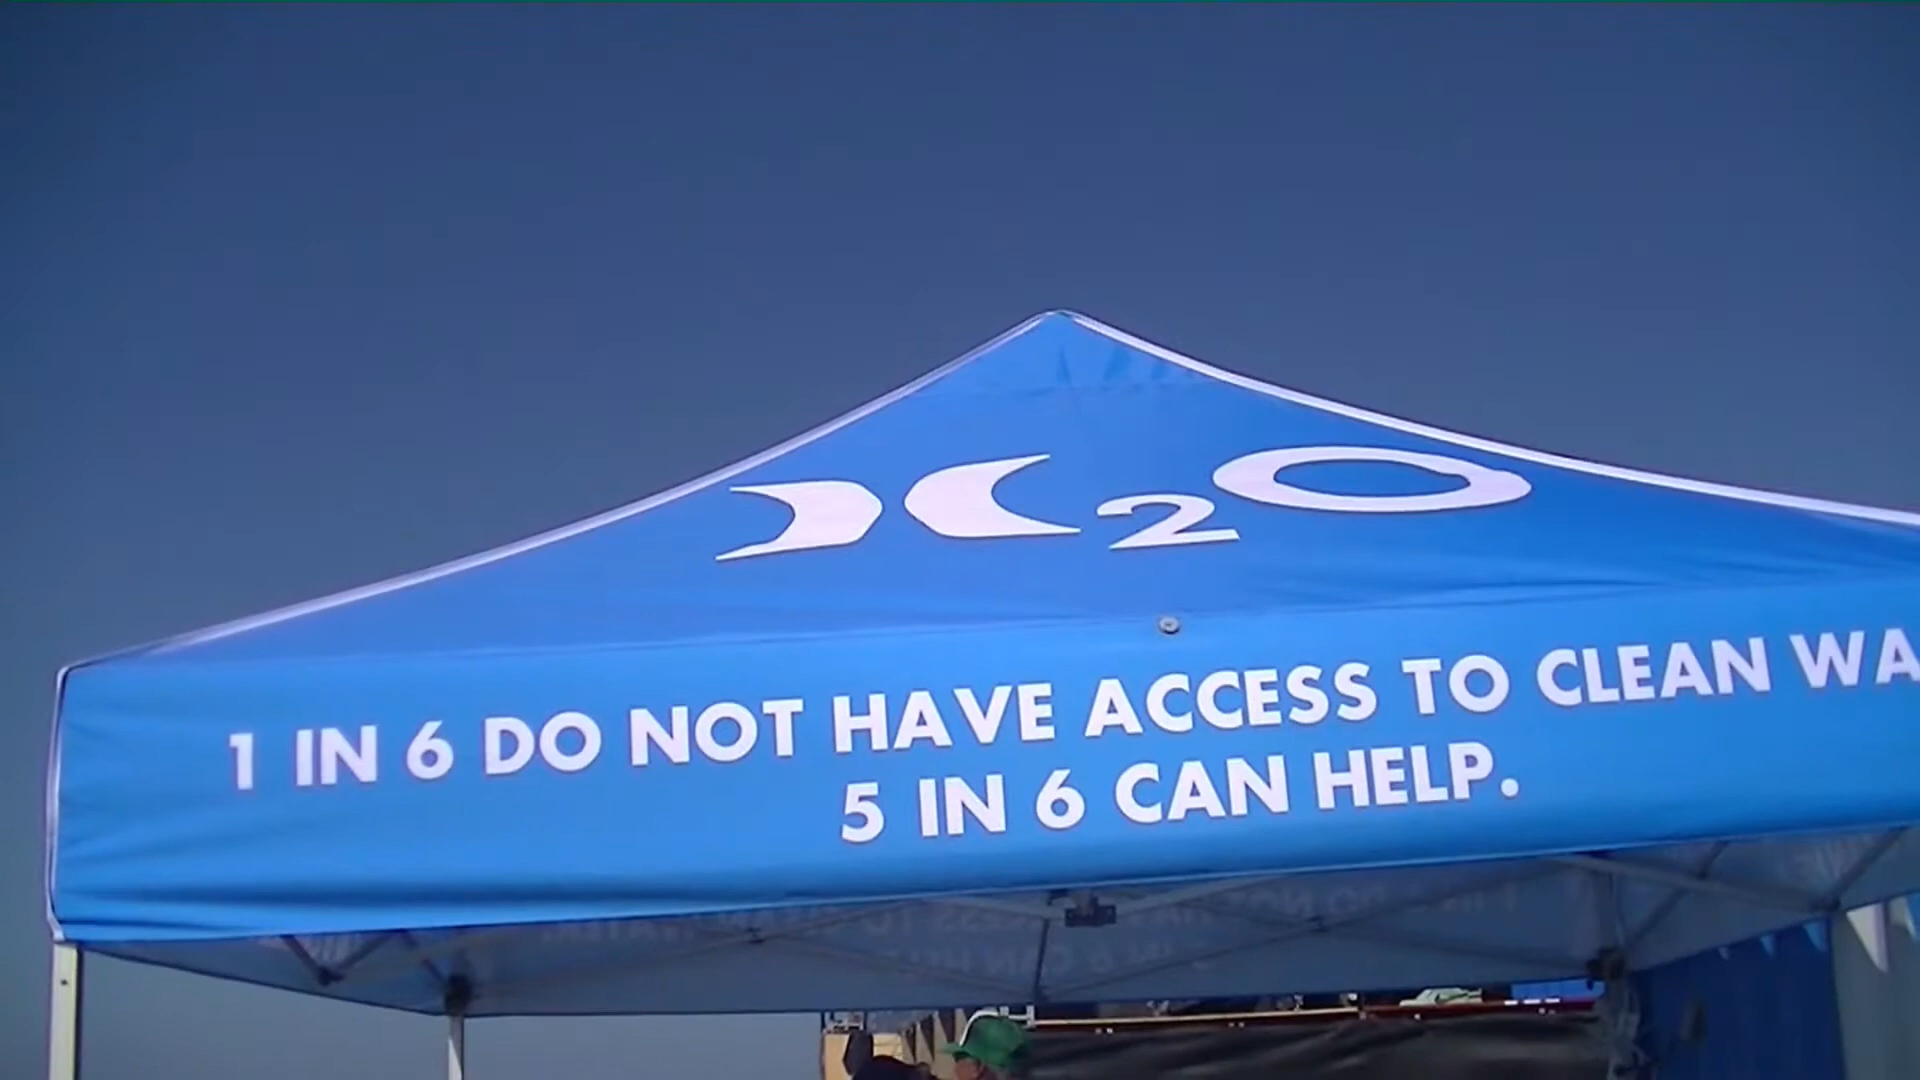 H2O
1 IN 6 DO NOT HAVE ACCESS TO CLEAN WA
5 IN 6 CAN HELP.